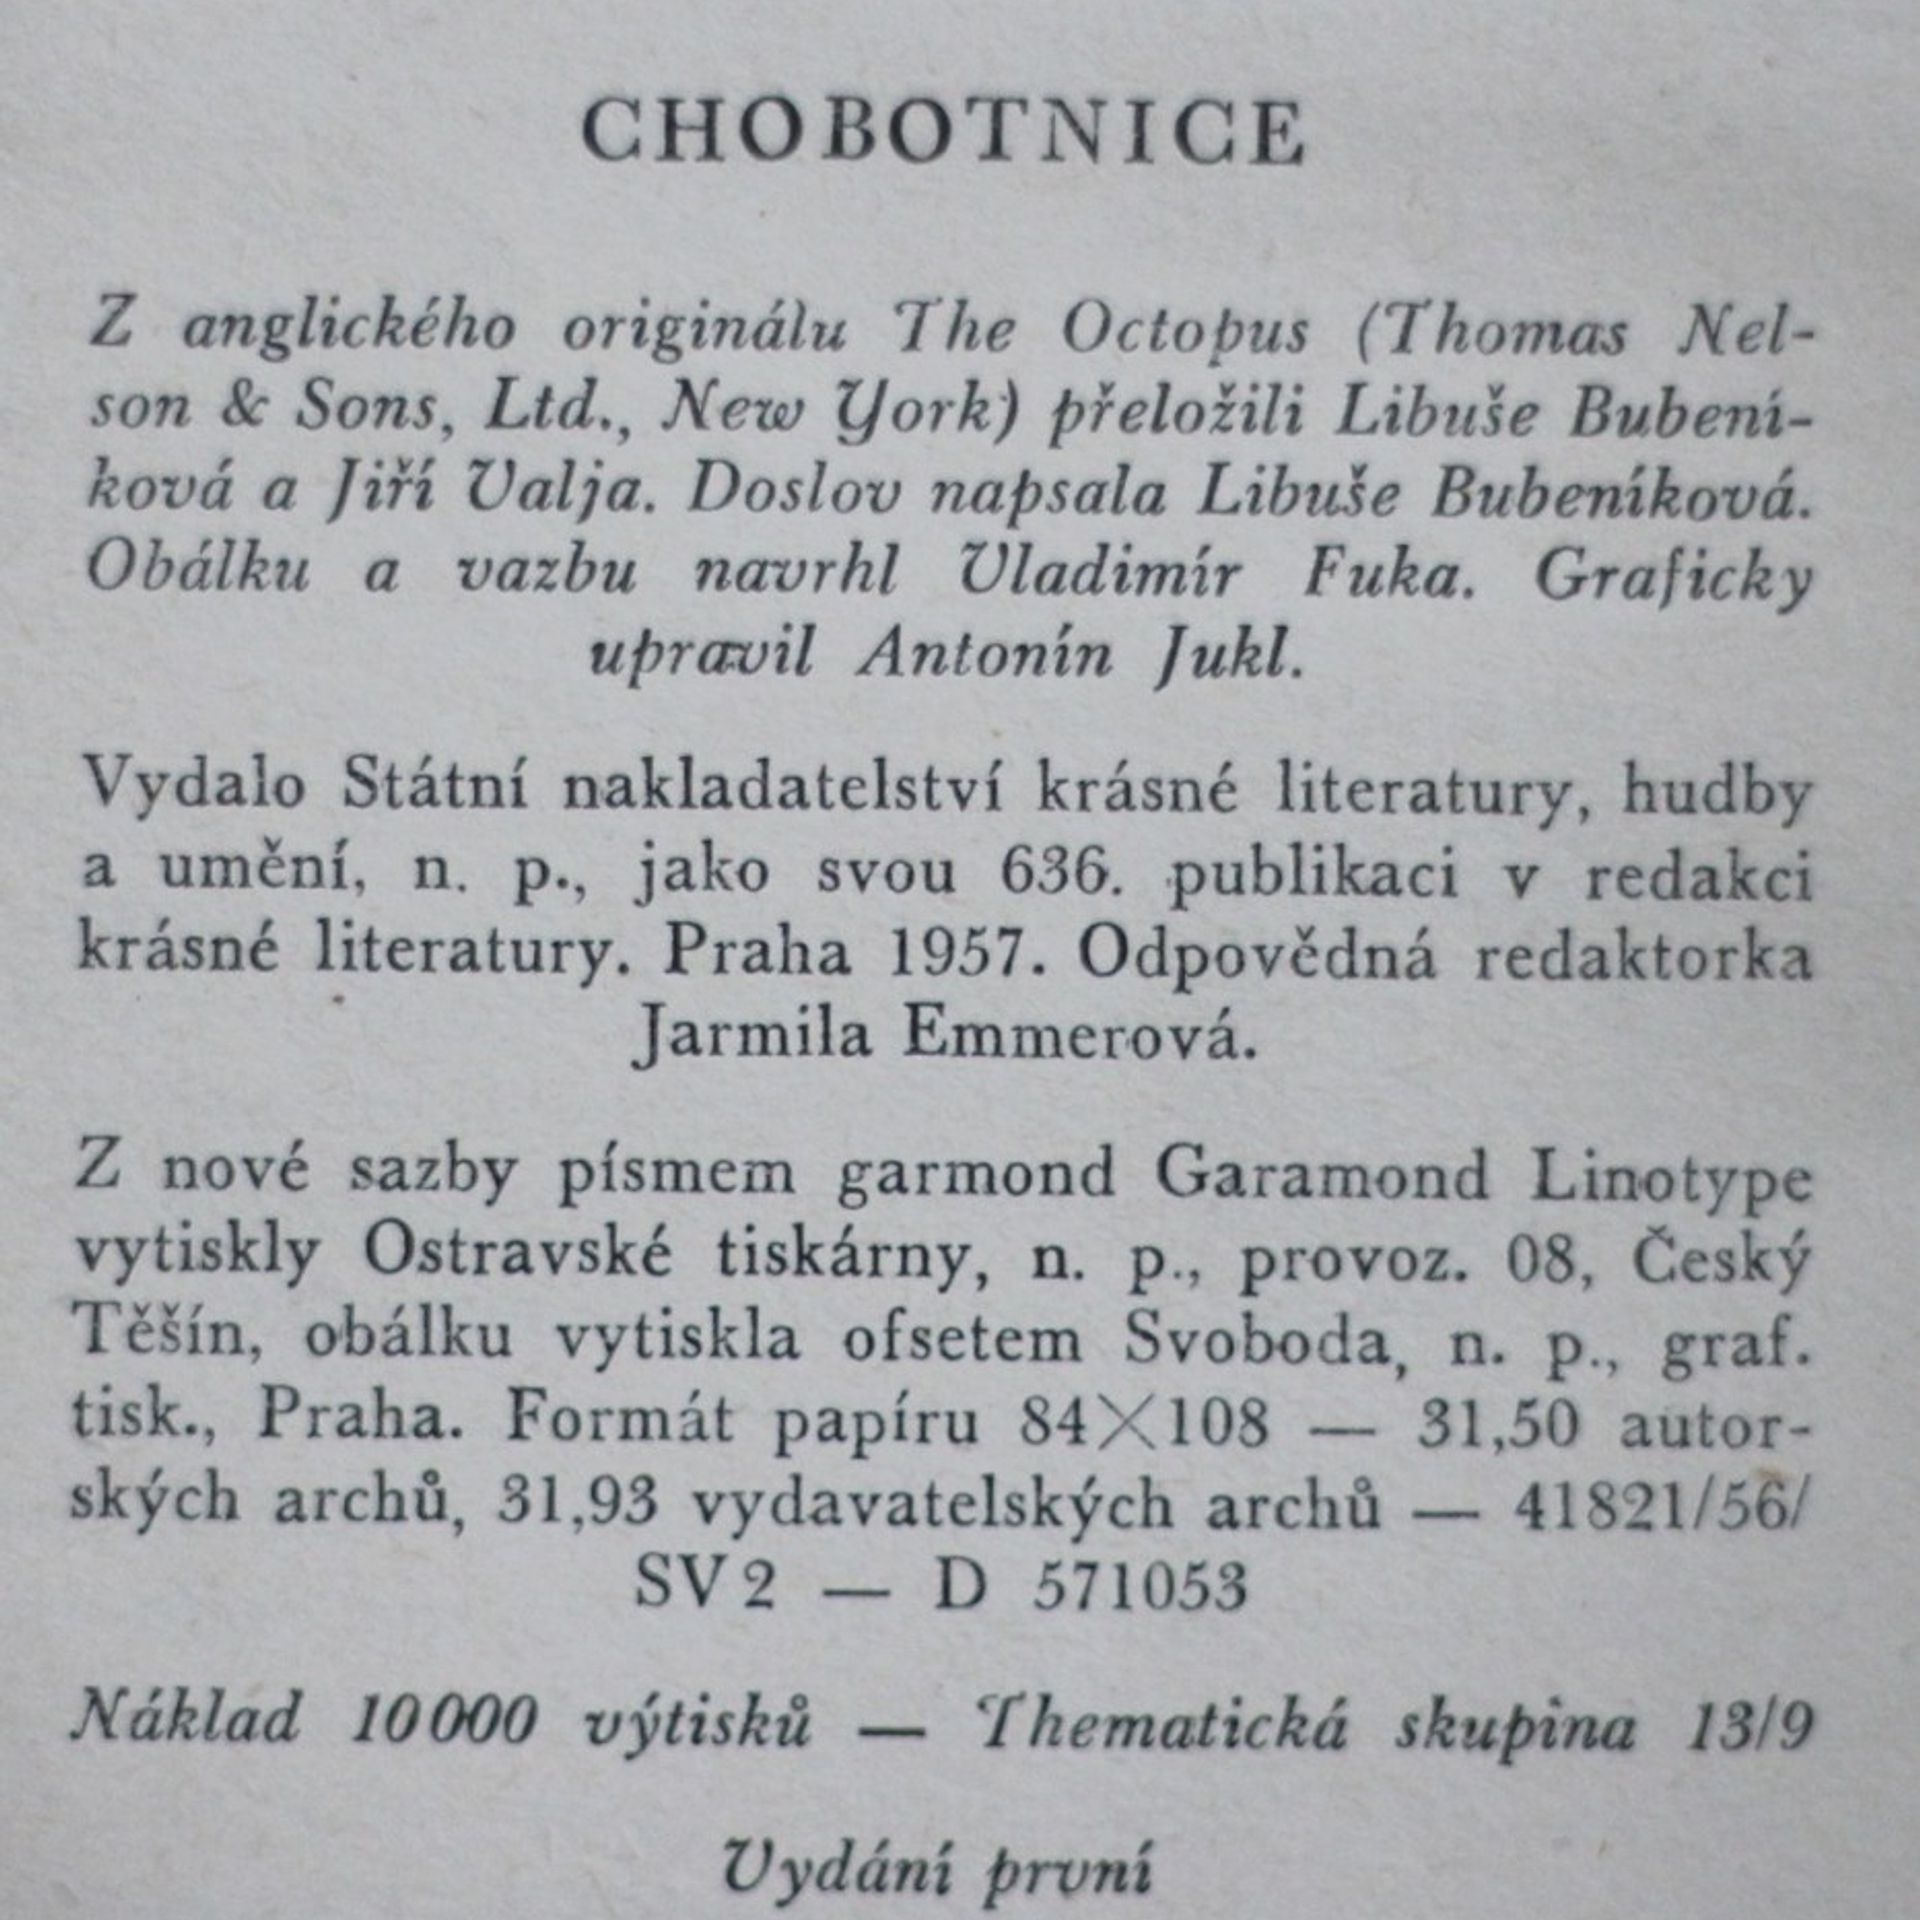 CHOBOTNICE
Z anglického originálu The Octopus (Thomas Nel-
son & Sons, Ltd., New York) přeložili Libuše Bubení-
ková a Jiří Valja. Doslov napsala Libuše Bubeníková.
Obálku a vazbu navrhl Vladimír Fuka. Graficky
upravil Antonín Jukl.
Vydalo Státní nakladatelství krásné literatury, hudby
a umění, n. p., jako svou 636. publikaci v redakci
krásné literatury. Praha 1957. Odpovědná redaktorka
Jarmila Emmerová.
Z nové sazby písmem garmond Garamond Linotype
vytiskly Ostravské tiskárny, n. p., provoz. 08, Český
Těšín, obálku vytiskla ofsetem Svoboda, n. p., graf.
tisk., Praha. Formát papíru 84×108 — 31,50 autor-
ských archů, 31,93 vydavatelských archů — 41821/56/
SV2 — D 571053
Náklad 10 000 výtisků — Thematická skupina 13/9
Vydání první